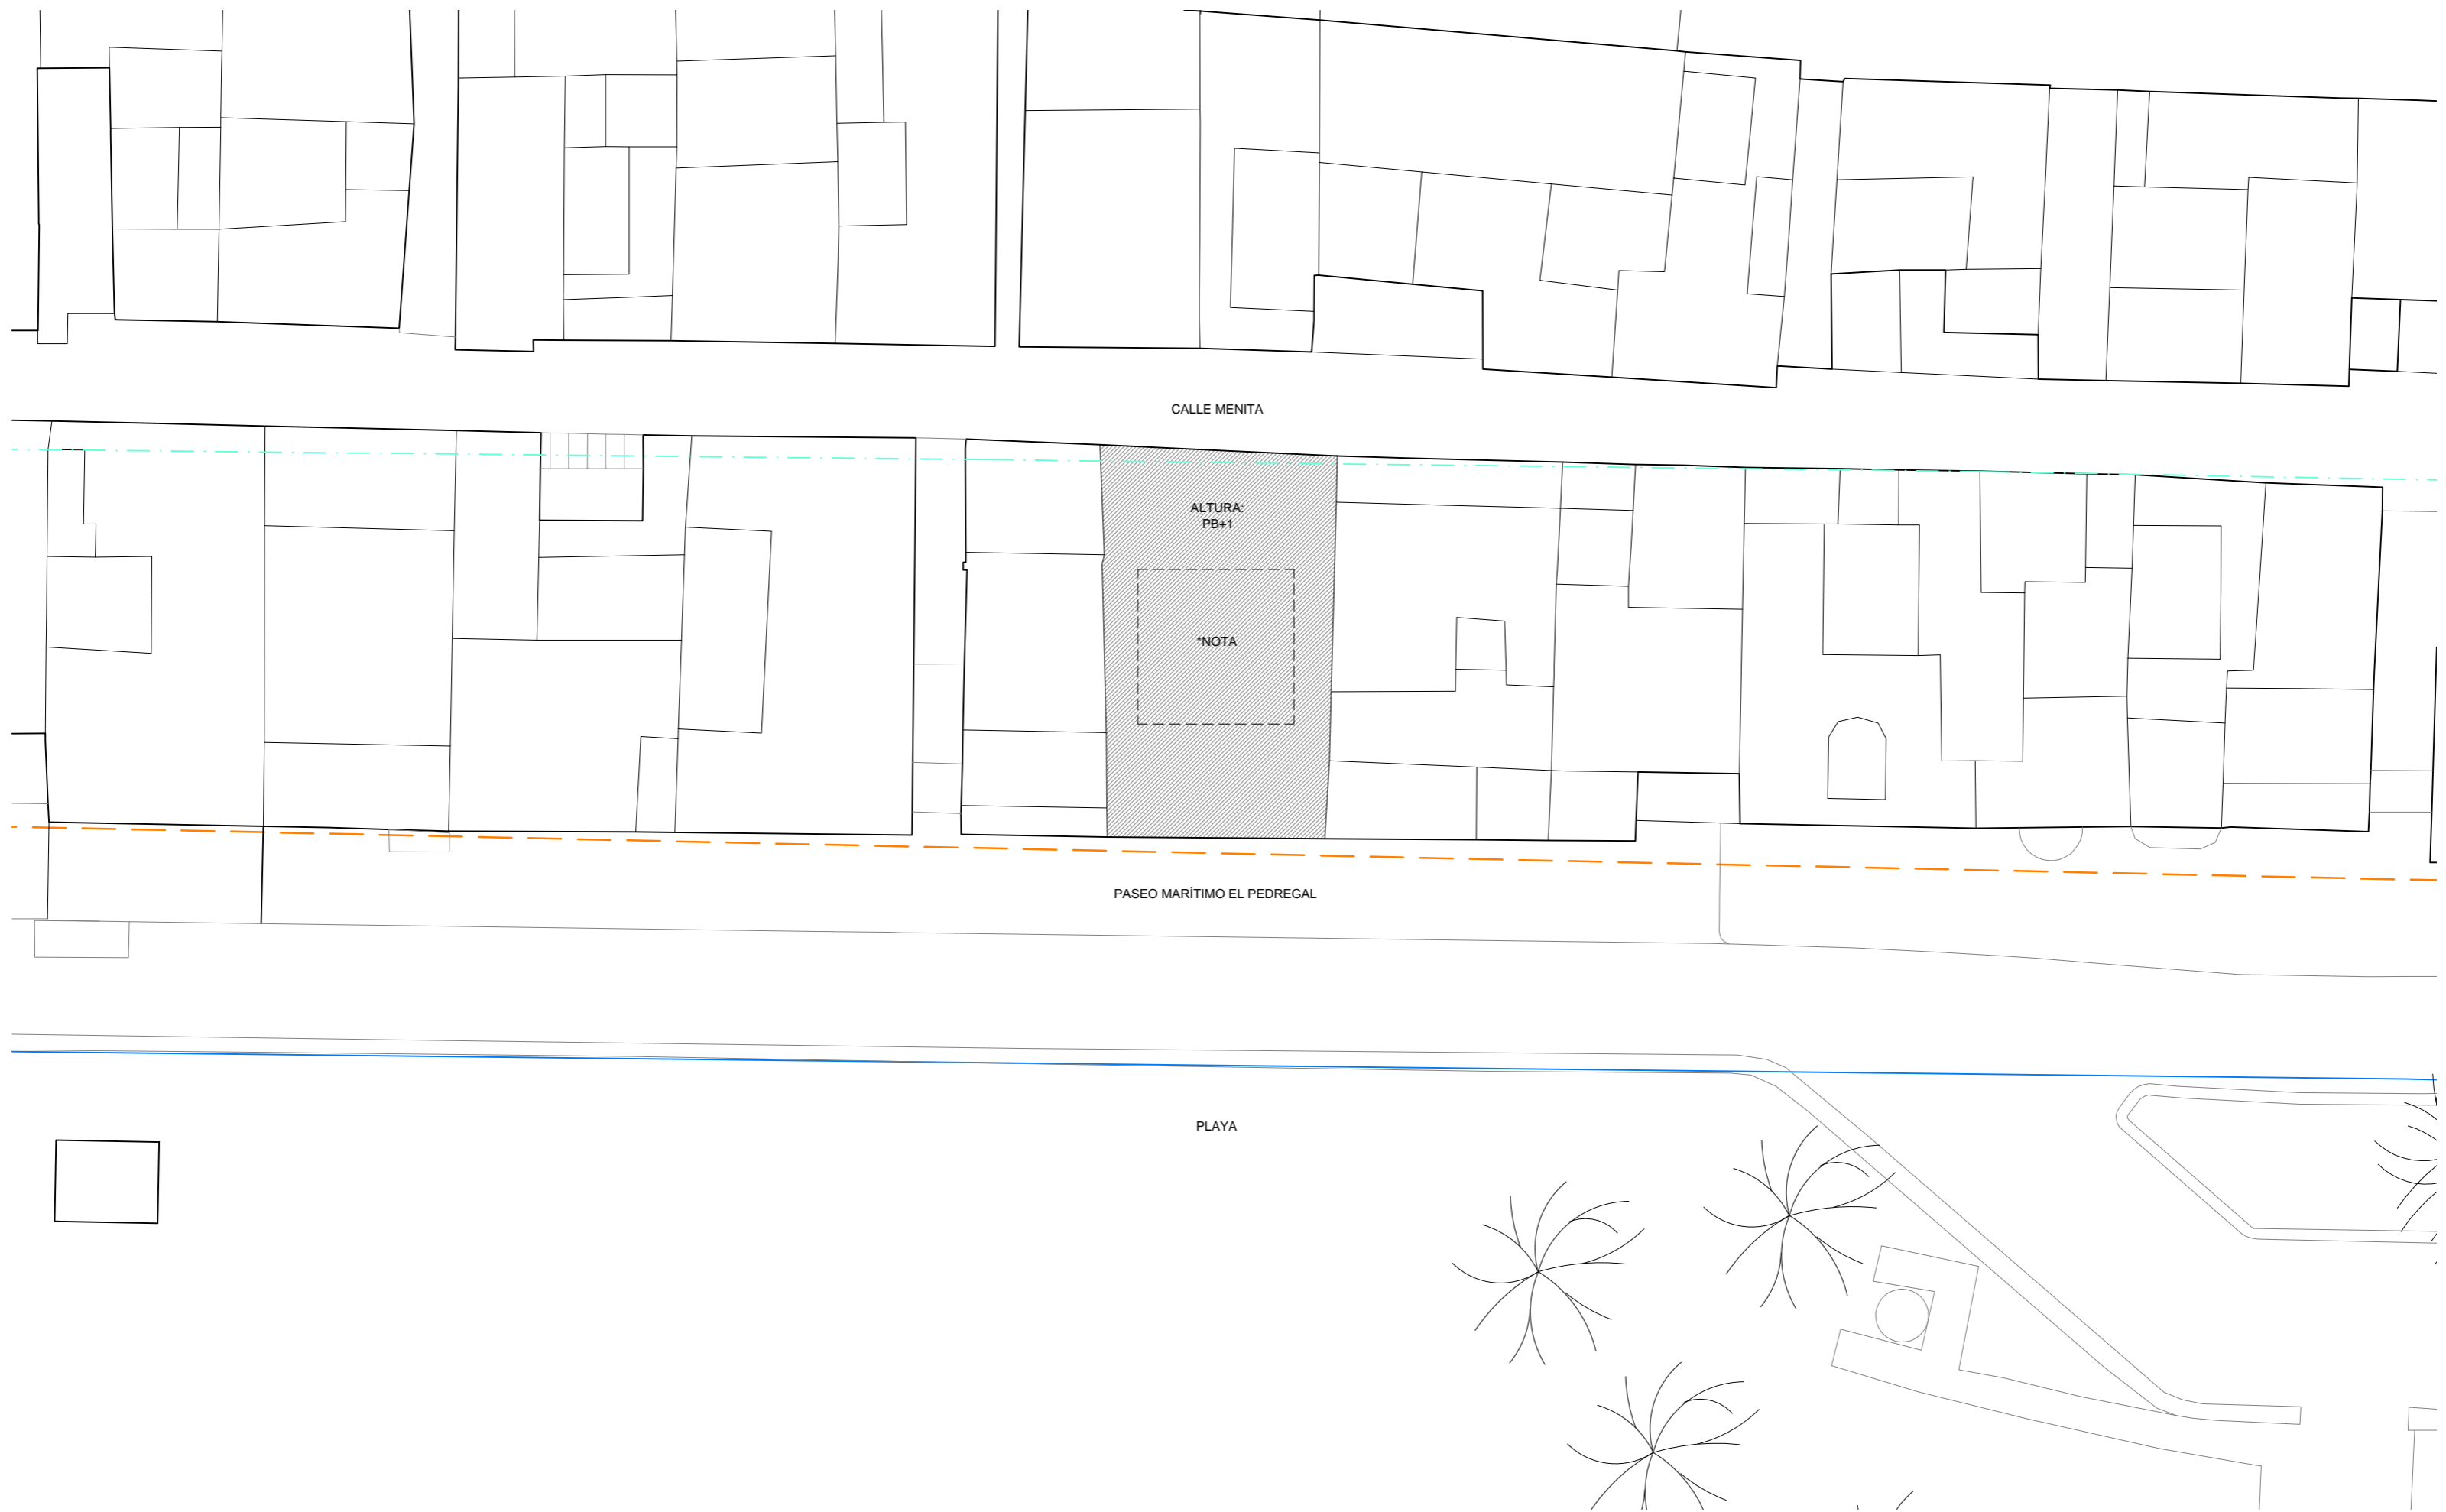 CALLE MENITA
ALTURA:
PB+1
*NOTA
PASEO MARÍTIMO EL PEDREGAL
PLAYA